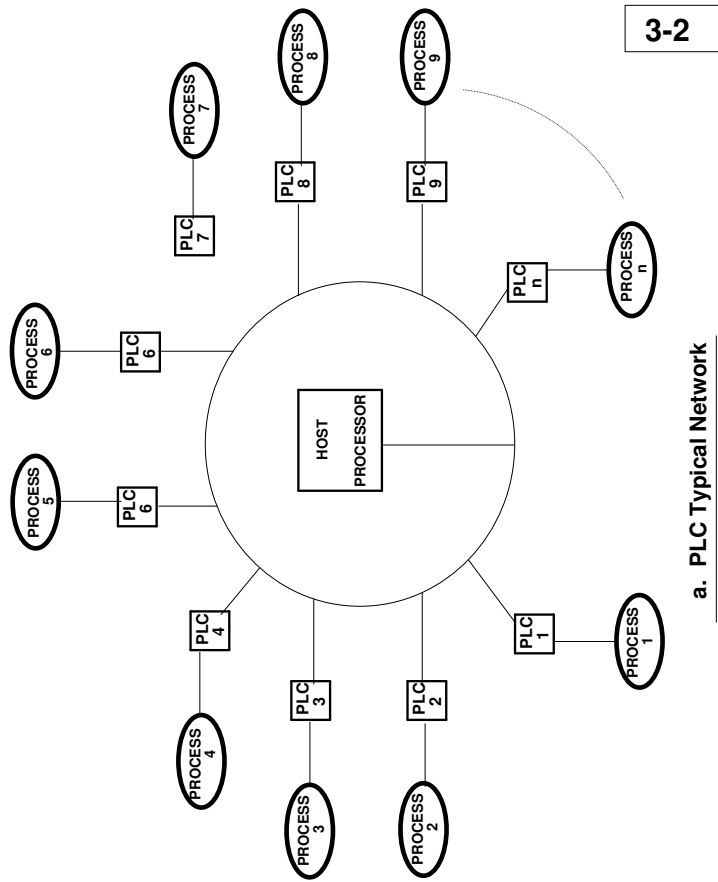 3-2
PROCESS
7
PROCESS
8
PROCESS
9
PLC
7
PLC
8
PLC
9
PROCESS
6
PLC
6
PROCESS
n
PLC
n
HOST
PROCESSOR
PROCESS
5
PLC
6
PROCESS
4
PLC
4
PROCESS
3
PLC
3
PROCESS
2
PLC
2
PROCESS
1
PLC
1
a. PLC Typical Network